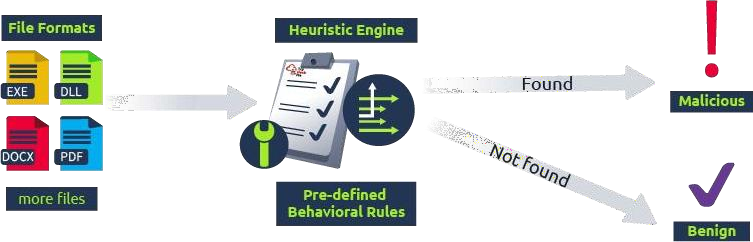 File Formats
EXE
DLL
DOCX
PDF
more files
Heuristic Engine
Pre-defined
Behavioral Rules
Found
Not found
Malicious
Benign